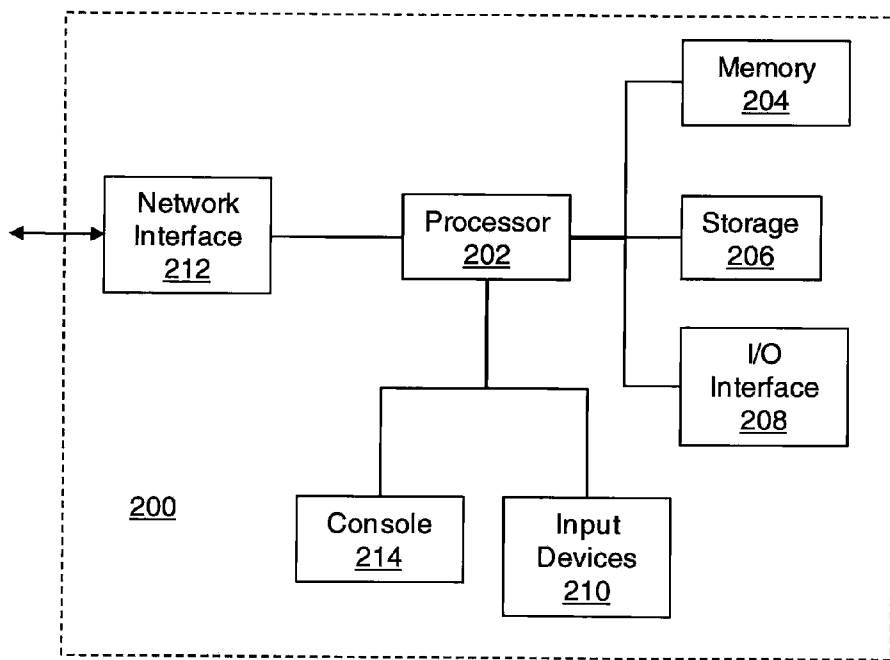 Memory
204
Network
Interface
212
Processor
202
Storage
206
I/O
Interface
208
200
Console
214
Input
Devices
210